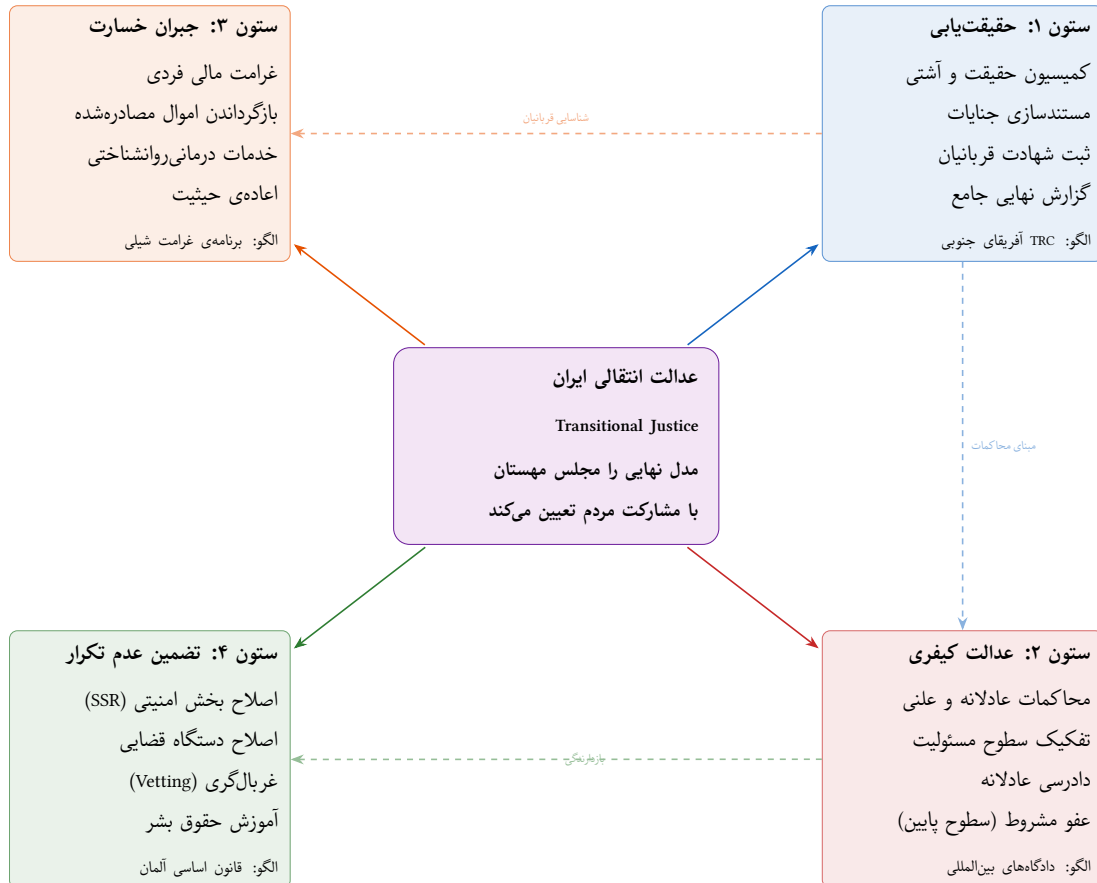 ستون ۱: حقیقت‌یابی
کمیسیون حقیقت و آشتی
مستندسازی جنایات
ثبت شهادت قربانیان
گزارش نهایی جامع
الگو: TRC آفریقای جنوبی
شناسایی قربانیان
ستون ۳: جبران خسارت
غرامت مالی فردی
بازگرداندن اموال مصادره‌شده
خدمات درمانی‌روانشناختی
اعاده‌ی حیثیت
الگو: برنامه‌ی غرامت شیلی
عدالت انتقالی ایران
Transitional Justice
مدل نهایی را مجلس مهستان
با مشارکت مردم تعیین می‌کند
مبنای محاکمات
ستون ۲: عدالت کیفری
محاکمات عادلانه و علنی
تفکیک سطوح مسئولیت
دادرسی عادلانه
عفو مشروط (سطوح پایین)
الگو: دادگاه‌های بین‌المللی
بازدارندگی
ستون ۴: تضمین عدم تکرار
اصلاح بخش امنیتی (SSR)
اصلاح دستگاه قضایی
غربال‌گری (Vetting)
آموزش حقوق بشر
الگو: قانون اساسی آلمان